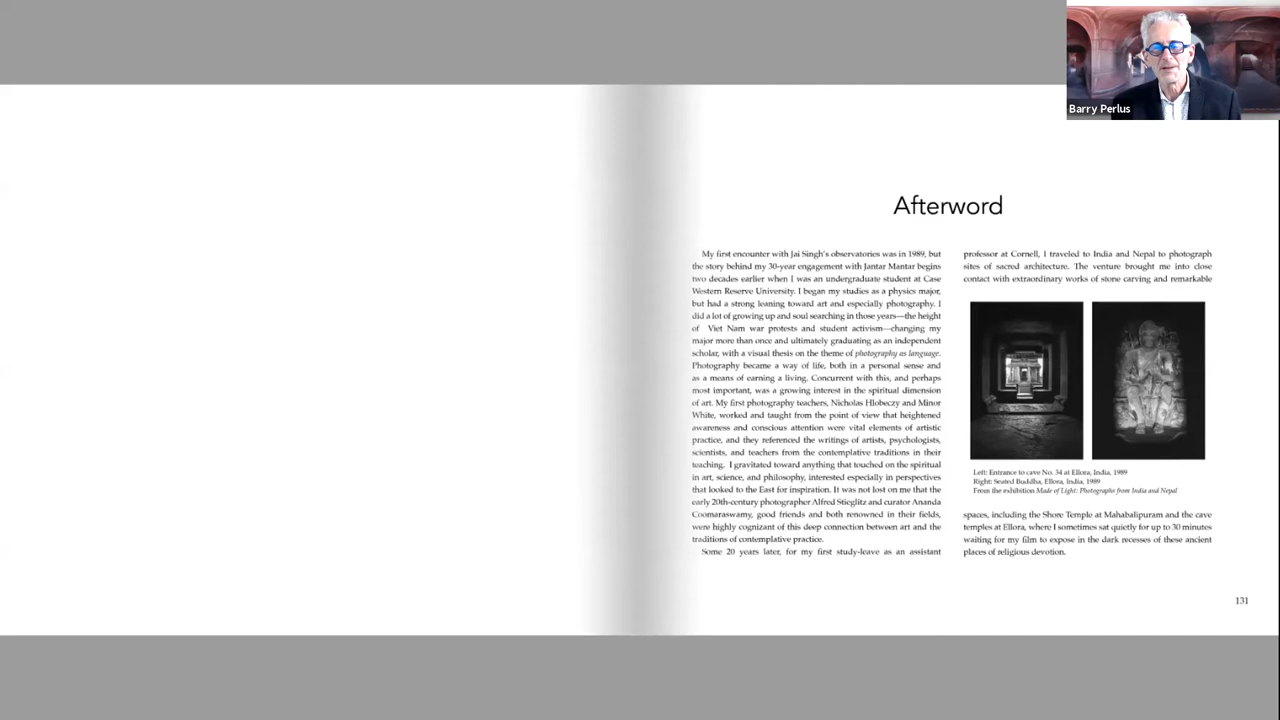 Barry Perlus
Afterword
My first encounter with Jai Singh's observatories was in 1989, but
the story behind my 30-year engagement with Jantar Mantar begins
two decades earlier when I was an undergraduate student at Case
Western Reserve University. I began my studies as a physics major,
but had a strong leaning toward art and especially photography. I
did a lot of growing up and soul searching in those years—the height
of Viet Nam war protests and student activism—changing my
major more than once and ultimately graduating as an independent
scholar, with a visual thesis on the theme of photography as language.
Photography became a way of life, both in a personal sense and
as a means of earning a living. Concurrent with this, and perhaps
most important, was a growing interest in the spiritual dimension
of art. My first photography teachers, Nicholas Hlobeczy and Minor
White, worked and taught from the point of view that heightened
awareness and conscious attention were vital elements of artistic
practice, and they referenced the writings of artists, psychologists,
scientists, and teachers from the contemplative traditions in their
teaching. I gravitated toward anything that touched on the spiritual
in art, science, and philosophy, interested especially in perspectives
that looked to the East for inspiration. It was not lost on me that the
early 20th-century photographer Alfred Stieglitz and curator Ananda
Coomaraswamy, good friends and both renowned in their fields,
were highly cognizant of this deep connection between art and the
traditions of contemplative practice.
Some 20 years later, for my first study-leave as an assistant
professor at Cornell, I traveled to India and Nepal to photograph
sites of sacred architecture. The venture brought me into close
contact with extraordinary works of stone carving and remarkable
Left: Entrance to cave No. 34 at Ellora, India, 1989
Right: Seated Buddha, Ellora, India, 1989
From the exhibition Made of Light: Photographs from India and Nepal
spaces, including the Shore Temple at Mahabalipuram and the cave
temples at Ellora, where I sometimes sat quietly for up to 30 minutes
waiting for my film to expose in the dark recesses of these ancient
places of religious devotion.
131